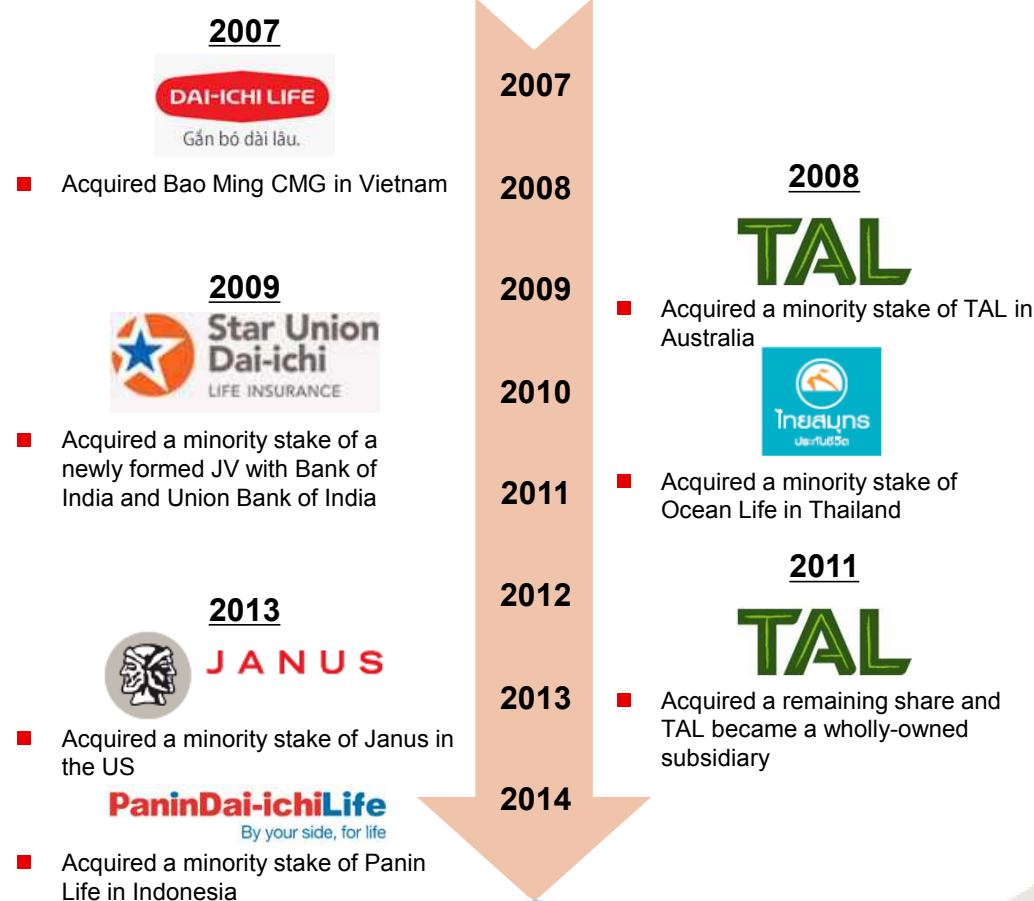 2007
DAI-ICHI LIFE
Gắn bó dài lâu.
Acquired Bao Ming CMG in Vietnam
2009
Star Union
Dai-ichi
LIFE INSURANCE
Acquired a minority stake of a
newly formed JV with Bank of
India and Union Bank of India
2013
JANUS
Acquired a minority stake of Janus in
the US
PaninDai-ichiLife
By your side, for life
Acquired a minority stake of Panin
Life in Indonesia
2007
2008
2009
2010
2011
2012
2013
2014
2008
TAL
Acquired a minority stake of TAL in
Australia
ไทยสมุทร
ประกันชีวิต
Acquired a minority stake of
Ocean Life in Thailand
2011
TAL
Acquired a remaining share and
TAL became a wholly-owned
subsidiary